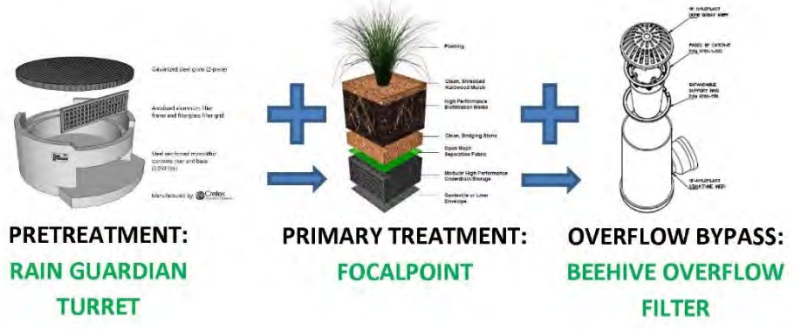 Galvanized steel grate (2-piece)
Anodized aluminum filter
frame and fiberglass filter grid
Steel reinforced monolithic
concrete riser and base
Manufactured by: Cretex
Planting
Clean, Shredded
Hardwood Mulch
High Performance
Biofiltration Media
Clean, Bridging Stone
Open Mesh
Separation Fabric
Modular High Performance
Underdrain/Storage
Geotextile or Liner
Envelope
PRETREATMENT:
RAIN GUARDIAN
TURRET
PRIMARY TREATMENT:
FOCALPOINT
OVERFLOW BYPASS:
BEEHIVE OVERFLOW
FILTER